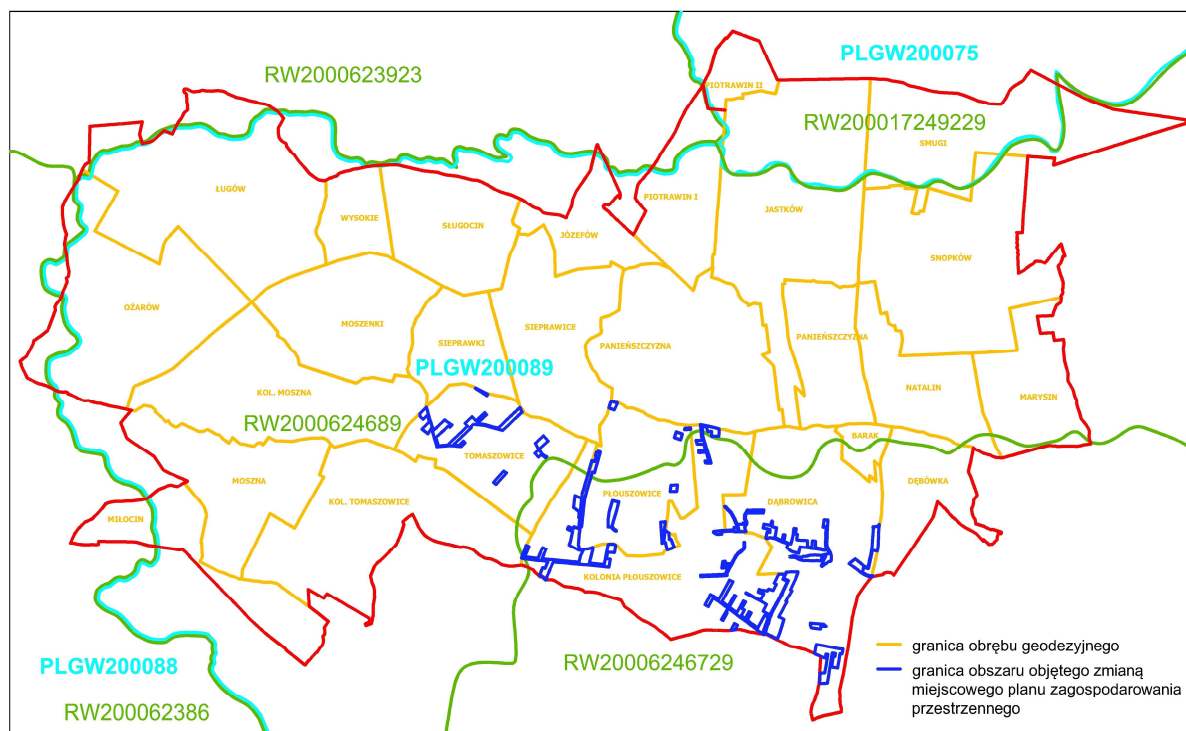 PLGW200075
RW2000623923
PIOTRAWIN II
RW200017249229
SMUGI
ŁUGÓW
WYSOKIE
SŁUGOCIN
JÓZEFÓW
PIOTRAWIN I
JASTKÓW
SNOPKÓW
OŻARÓW
MOSZENKI
SIEPRAWKI
SIEPRAWICE
PANIEŃSZCZYZNA
PANIEŃSZCZYZNA
PLGW200089
KOL. MOSZNA
NATALIN
MARYSIN
RW2000624689
TOMASZOWICE
BARAK
MOSZNA
KOL. TOMASZOWICE
PŁOUSZOWICE
DĄBROWICA
DĘBÓWKA
MIŁOCIN
KOLONIA PŁOUSZOWICE
PLGW200088
RW20006246729
RW200062386
granica obrębu geodezyjnego
granica obszaru objętego zmianą
miejscowego planu zagospodarowania
przestrzennego